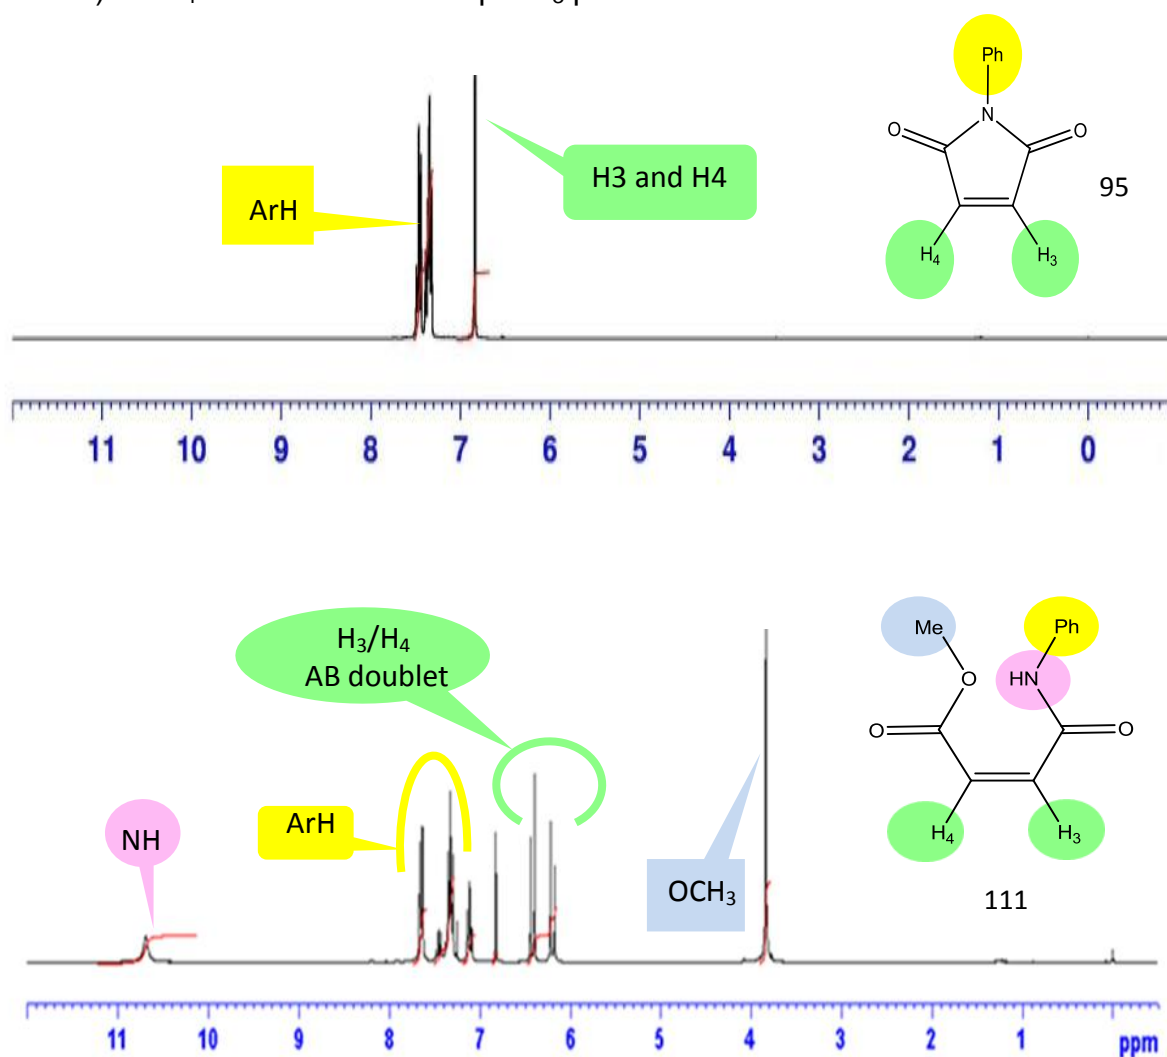 Ph
N
O
O
H3 and H4
95
ArH
H₄
H₃
11 10 9 8 7 6 5 4 3 2 1 0
H₃/H₄
AB doublet
Me
Ph
O
HN
O
O
ArH
NH
H₄
H₃
OCH₃
111
11 10 9 8 7 6 5 4 3 2 1 ppm